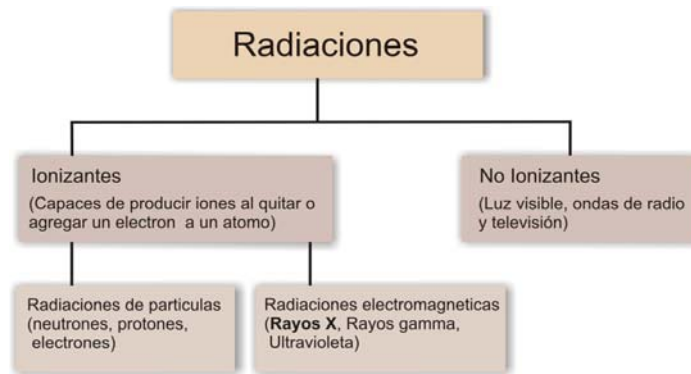 Radiaciones
Ionizantes
(Capaces de producir iones al quitar o
agregar un electron a un atomo)
No Ionizantes
(Luz visible, ondas de radio
y televisión)
Radiaciones de particulas
(neutrones, protones,
electrones)
Radiaciones electromagneticas
(Rayos X, Rayos gamma,
Ultravioleta)